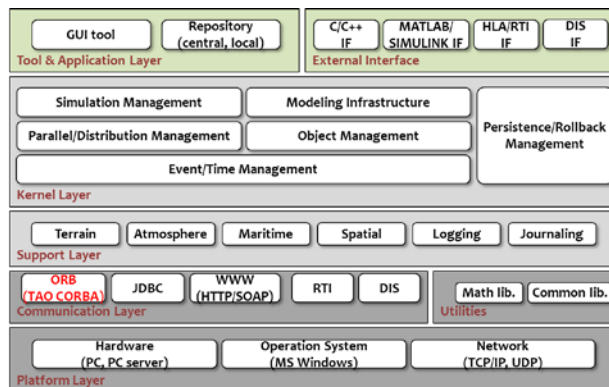 GUI tool
Repository
(central, local)
Tool & Application Layer
C/C++
IF
MATLAB/
SIMULINK IF
HLA/RTI
IF
DIS
IF
External Interface
Simulation Management
Modeling Infrastructure
Parallel/Distribution Management
Object Management
Event/Time Management
Persistence/Rollback
Management
Kernel Layer
Terrain
Atmosphere
Maritime
Spatial
Logging
Journaling
Support Layer
ORB
(TAO CORBA)
JDBC
WWW
(HTTP/SOAP)
RTI
DIS
Communication Layer
Math lib.
Common lib.
Utilities
Hardware
(PC, PC server)
Operation System
(MS Windows)
Network
(TCP/IP, UDP)
Platform Layer